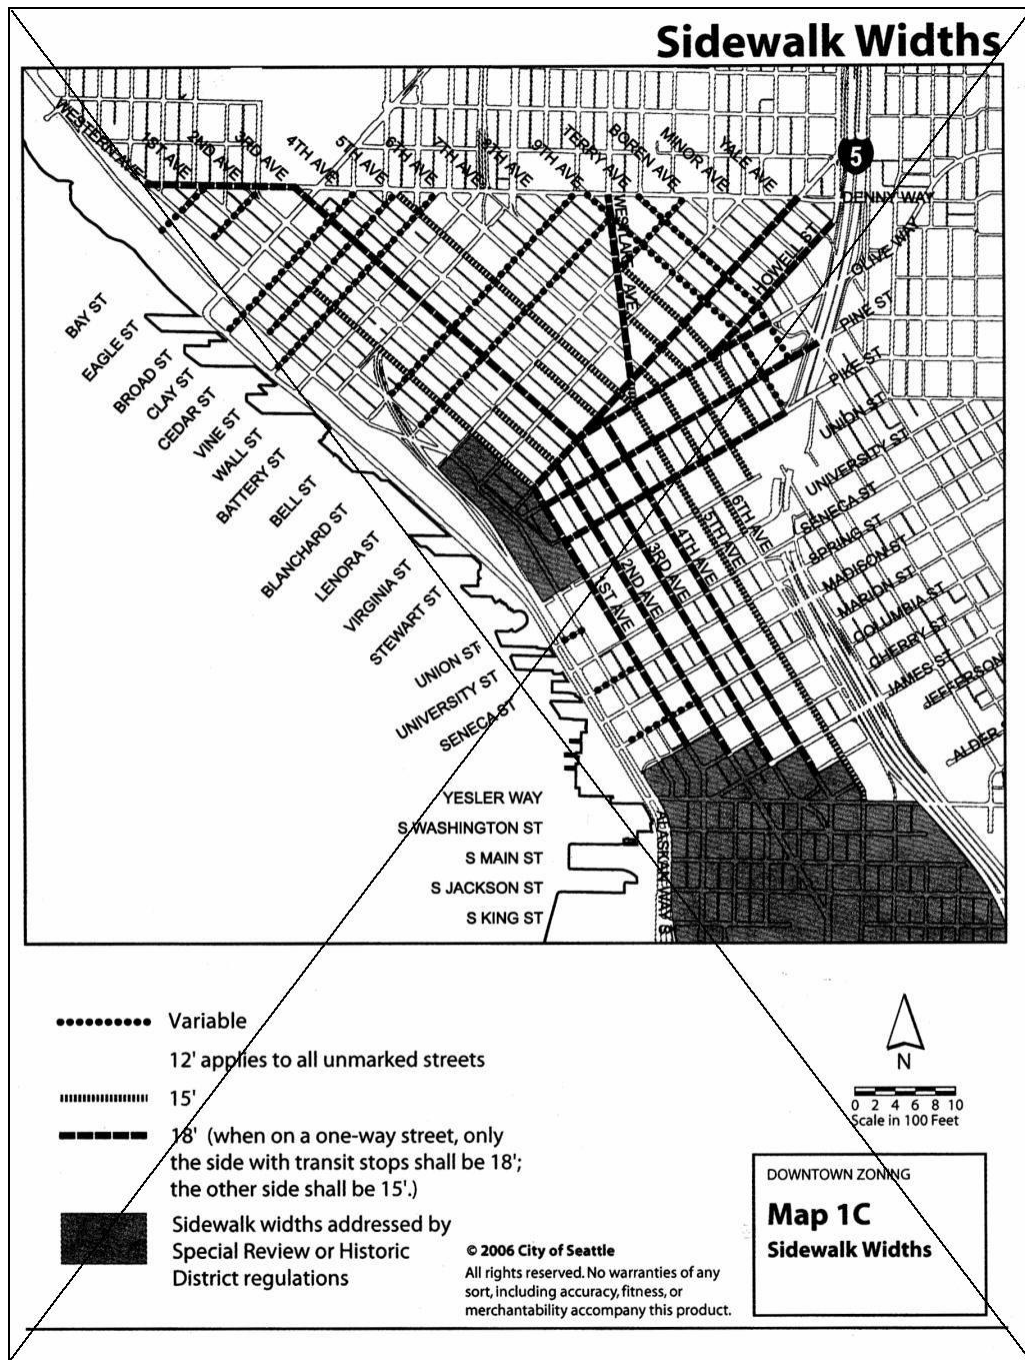 Sidewalk Widths
WESTERN AVE
1ST AVE
2ND AVE
3RD AVE
4TH AVE
5TH AVE
6TH AVE
7TH AVE
8TH AVE
9TH AVE
TERRY AVE
BOREN AVE
MINOR AVE
YALE AVE
5
DENNY WAY
WESTLAKE AVE
HOWELL ST
OLIVE WAY
PINE ST
PIKE ST
UNION ST
UNIVERSITY ST
SENECA ST
SPRING ST
MADISON ST
MARION ST
COLUMBIA ST
CHERRY ST
JAMES ST
JEFFERSON
ALDER S
BAY ST
EAGLE ST
BROAD ST
CLAY ST
CEDAR ST
VINE ST
WALL ST
BATTERY ST
BELL ST
BLANCHARD ST
LENORA ST
VIRGINIA ST
STEWART ST
UNION ST
UNIVERSITY ST
SENECA ST
1ST AVE
2ND AVE
3RD AVE
4TH AVE
5TH AVE
6TH AVE
YESLER WAY
S WASHINGTON ST
S MAIN ST
S JACKSON ST
S KING ST
ALASKAN WAY S
Variable
12' applies to all unmarked streets
15'
18' (when on a one-way street, only
the side with transit stops shall be 18';
the other side shall be 15'.)
Sidewalk widths addressed by
Special Review or Historic
District regulations
© 2006 City of Seattle
All rights reserved. No warranties of any
sort, including accuracy, fitness, or
merchantability accompany this product.
N
0 2 4 6 8 10
Scale in 100 Feet
DOWNTOWN ZONING
Map 1C
Sidewalk Widths